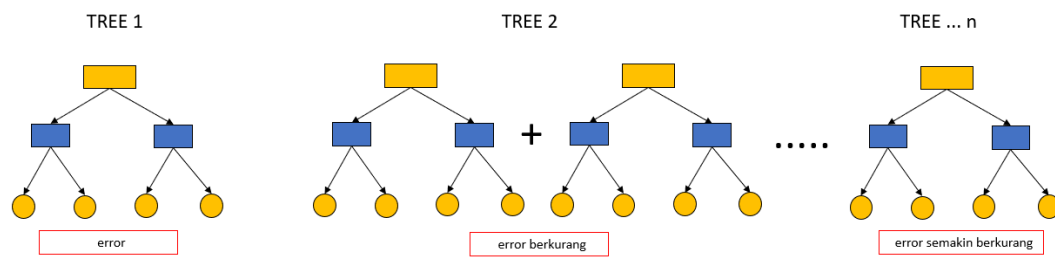 TREE 1
TREE 2
TREE ... n
+
.....
error
error berkurang
error semakin berkurang